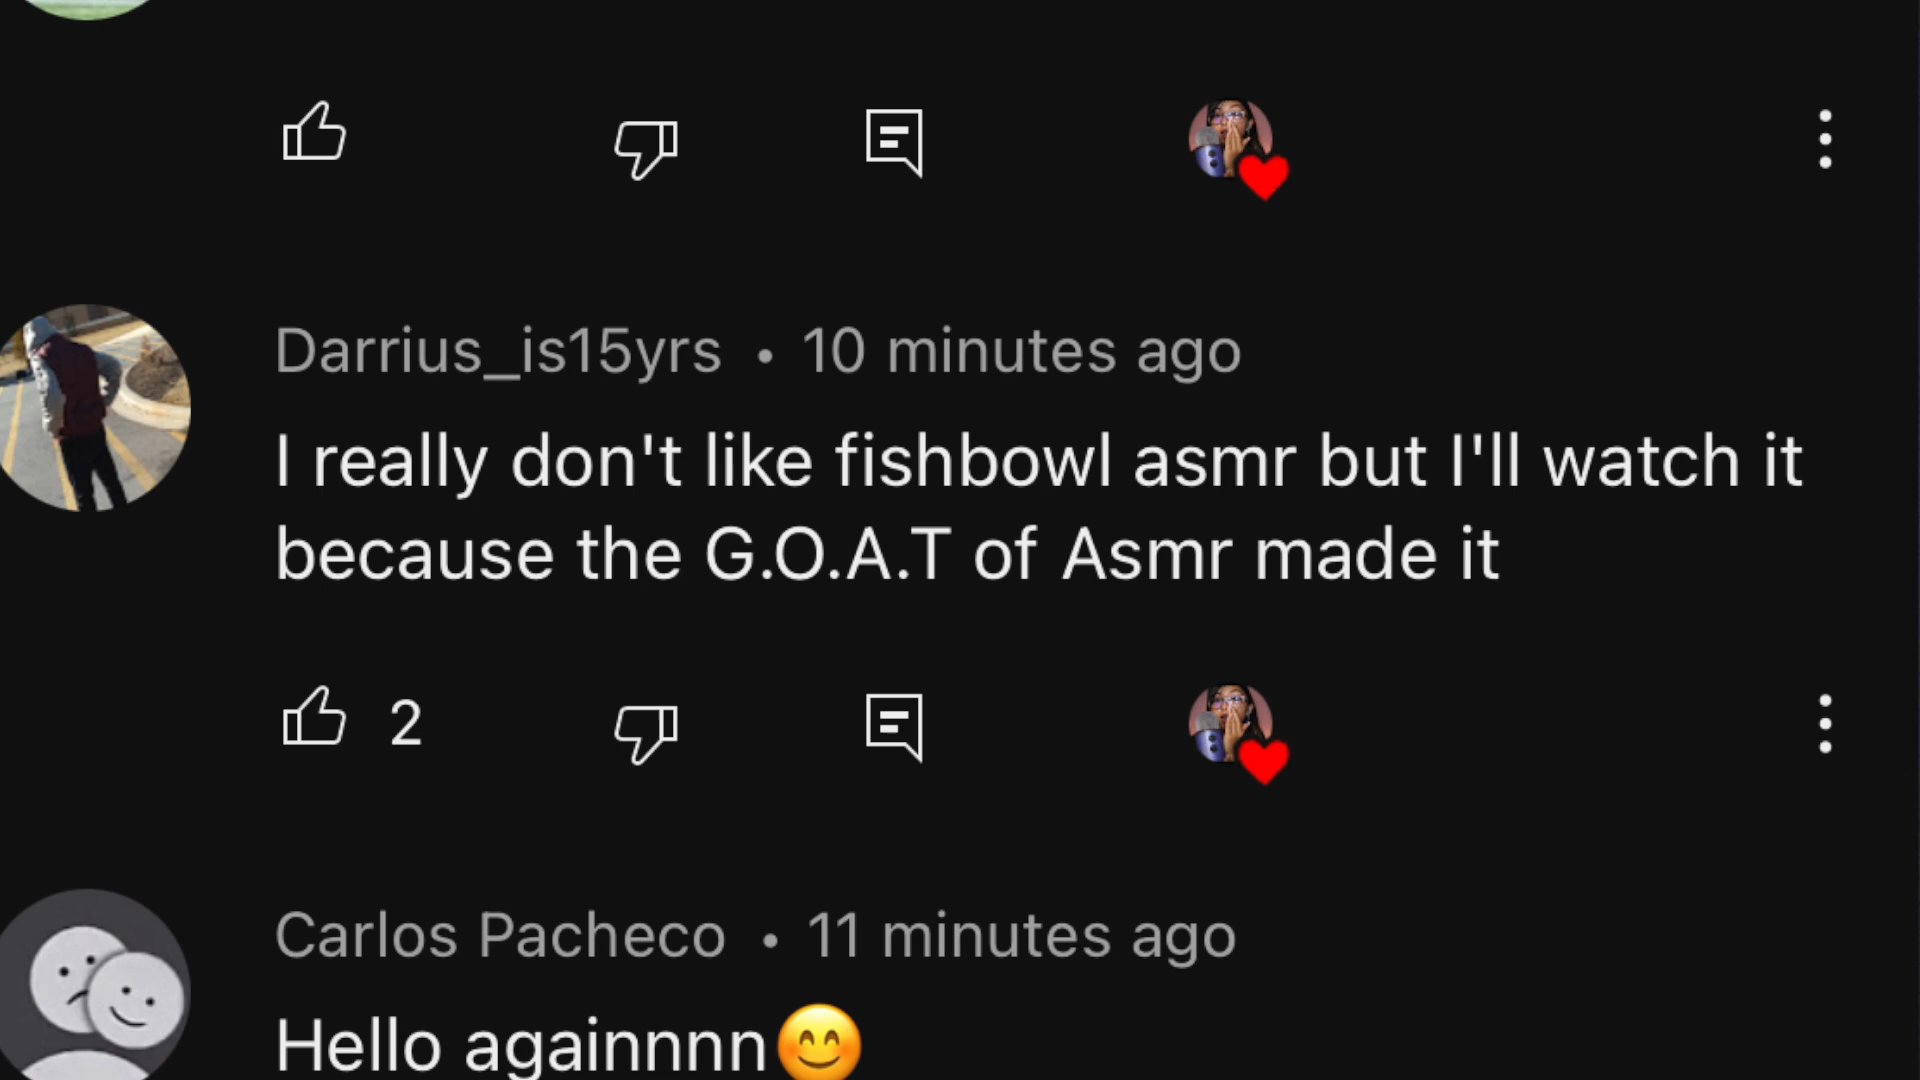 Darrius_is15yrs • 10 minutes ago
I really don't like fishbowl asmr but I'll watch it
because the G.O.A.T of Asmr made it
2
Carlos Pacheco • 11 minutes ago
Hello againnnn😊